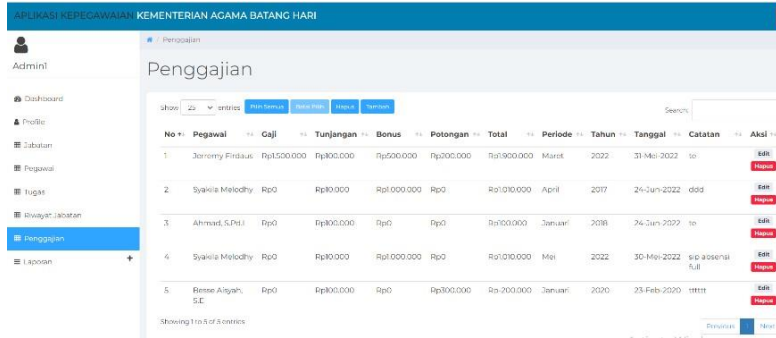 APLIKASI KEPEGAWAIAN KEMENTERIAN AGAMA BATANG HARI
Admin1
Dashboard
Profile
Jabatan
Pegawai
Tugas
Riwayat Jabatan
Penggajian
Laporan +
/ Penggajian
Penggajian
Show 25 entries Pilih Semua Batal Pilih Hapus Tambah Search:
No Pegawai Gaji Tunjangan Bonus Potongan Total Periode Tahun Tanggal Catatan Aksi
1. Jerremy Firdaus Rp1.500.000 Rp100.000 Rp500.000 Rp200.000 Rp1.900.000 Maret 2022 31-Mei-2022 te Edit
Hapus
2. Syakila Melodhy Rp0 Rp10.000 Rp1.000.000 Rp0 Rp1.010.000 April 2017 24-Jun-2022 ddd Edit
Hapus
3. Ahmad, S.Pd.I Rp0 Rp100.000 Rp0 Rp0 Rp100.000 Januari 2018 24-Jun-2022 te Edit
Hapus
4. Syakila Melodhy Rp0 Rp10.000 Rp1.000.000 Rp0 Rp1.010.000 Mei 2022 30-Mei-2022 sip absensi Edit
full Hapus
5. Besse Aisyah, Rp0 Rp100.000 Rp0 Rp300.000 Rp-200.000 Januari 2020 23-Feb-2020 tttttt Edit
S.E Hapus
Showing 1 to 5 of 5 entries
Previous 1 Next